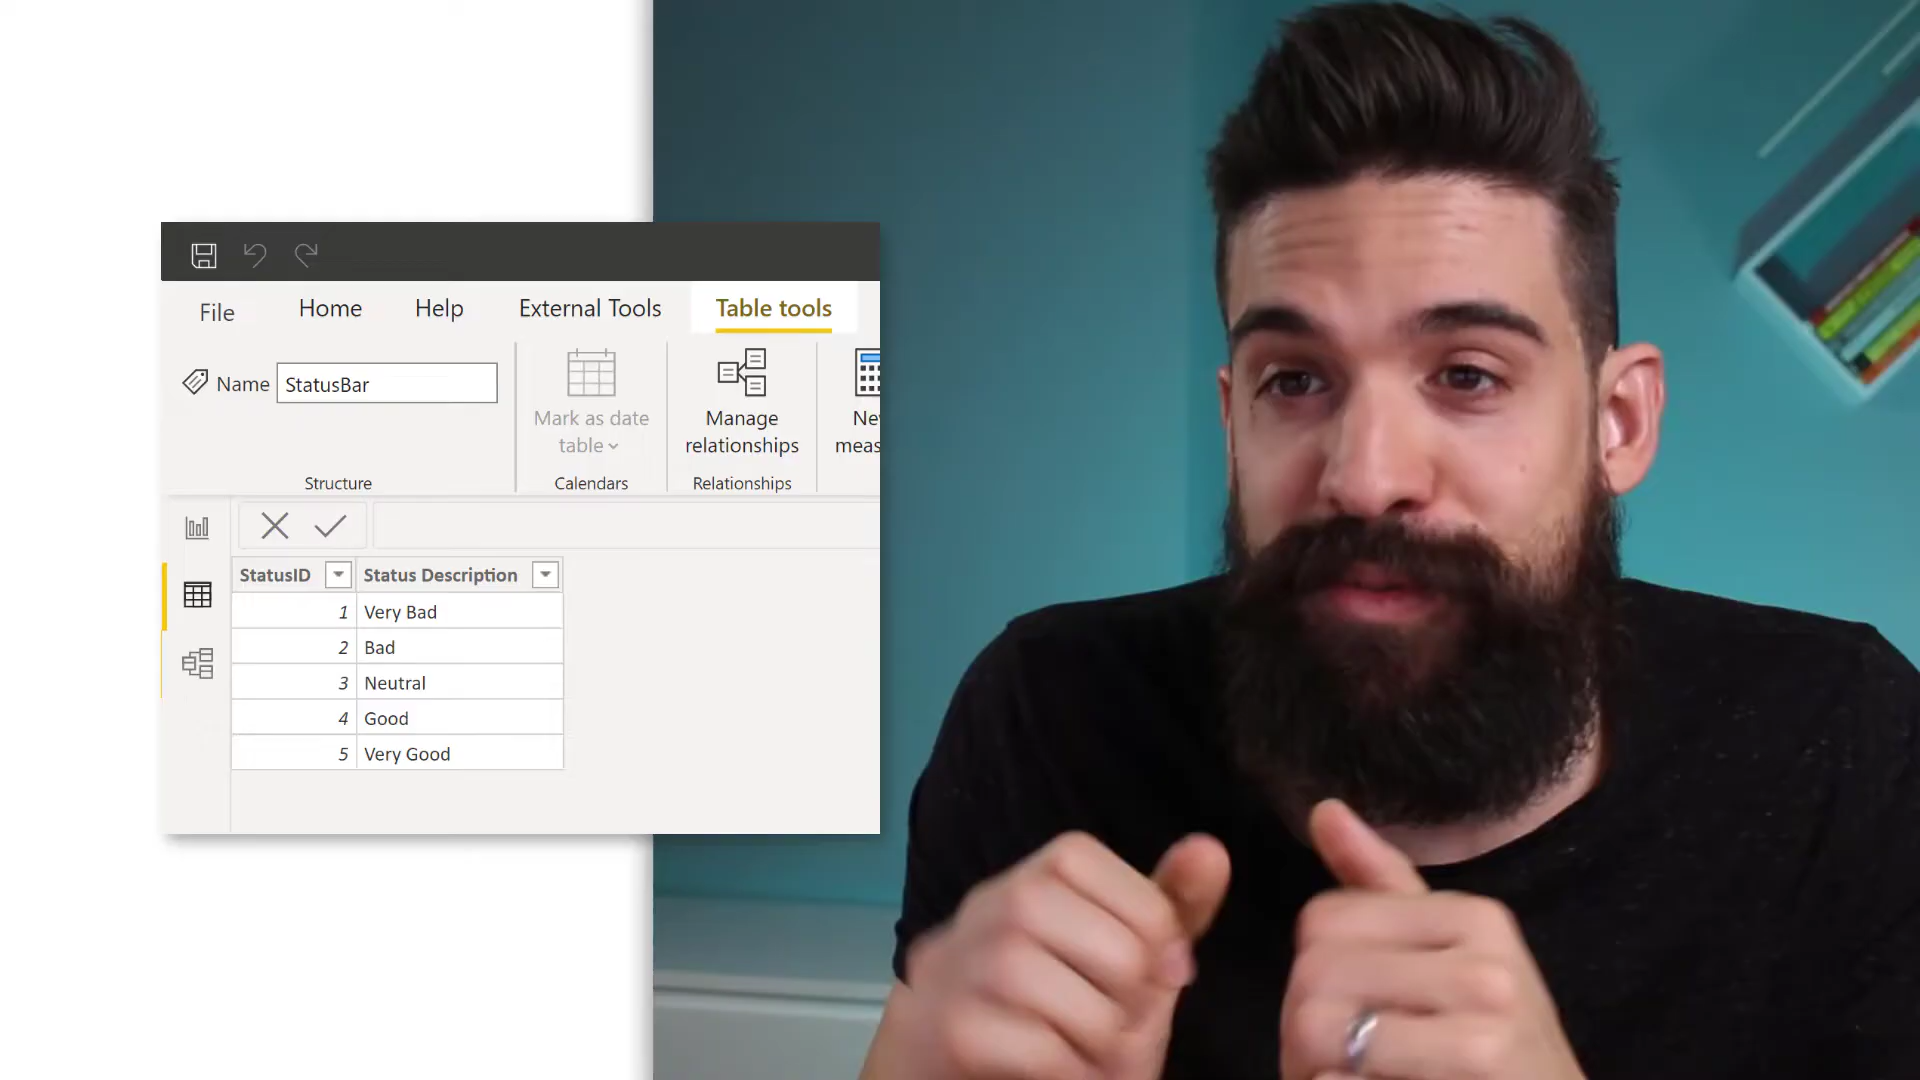 File Home Help External Tools Table tools
Name StatusBar
Mark as date table
Manage relationships
Structure Calendars Relationships
StatusID Status Description
1 Very Bad
2 Bad
3 Neutral
4 Good
5 Very Good